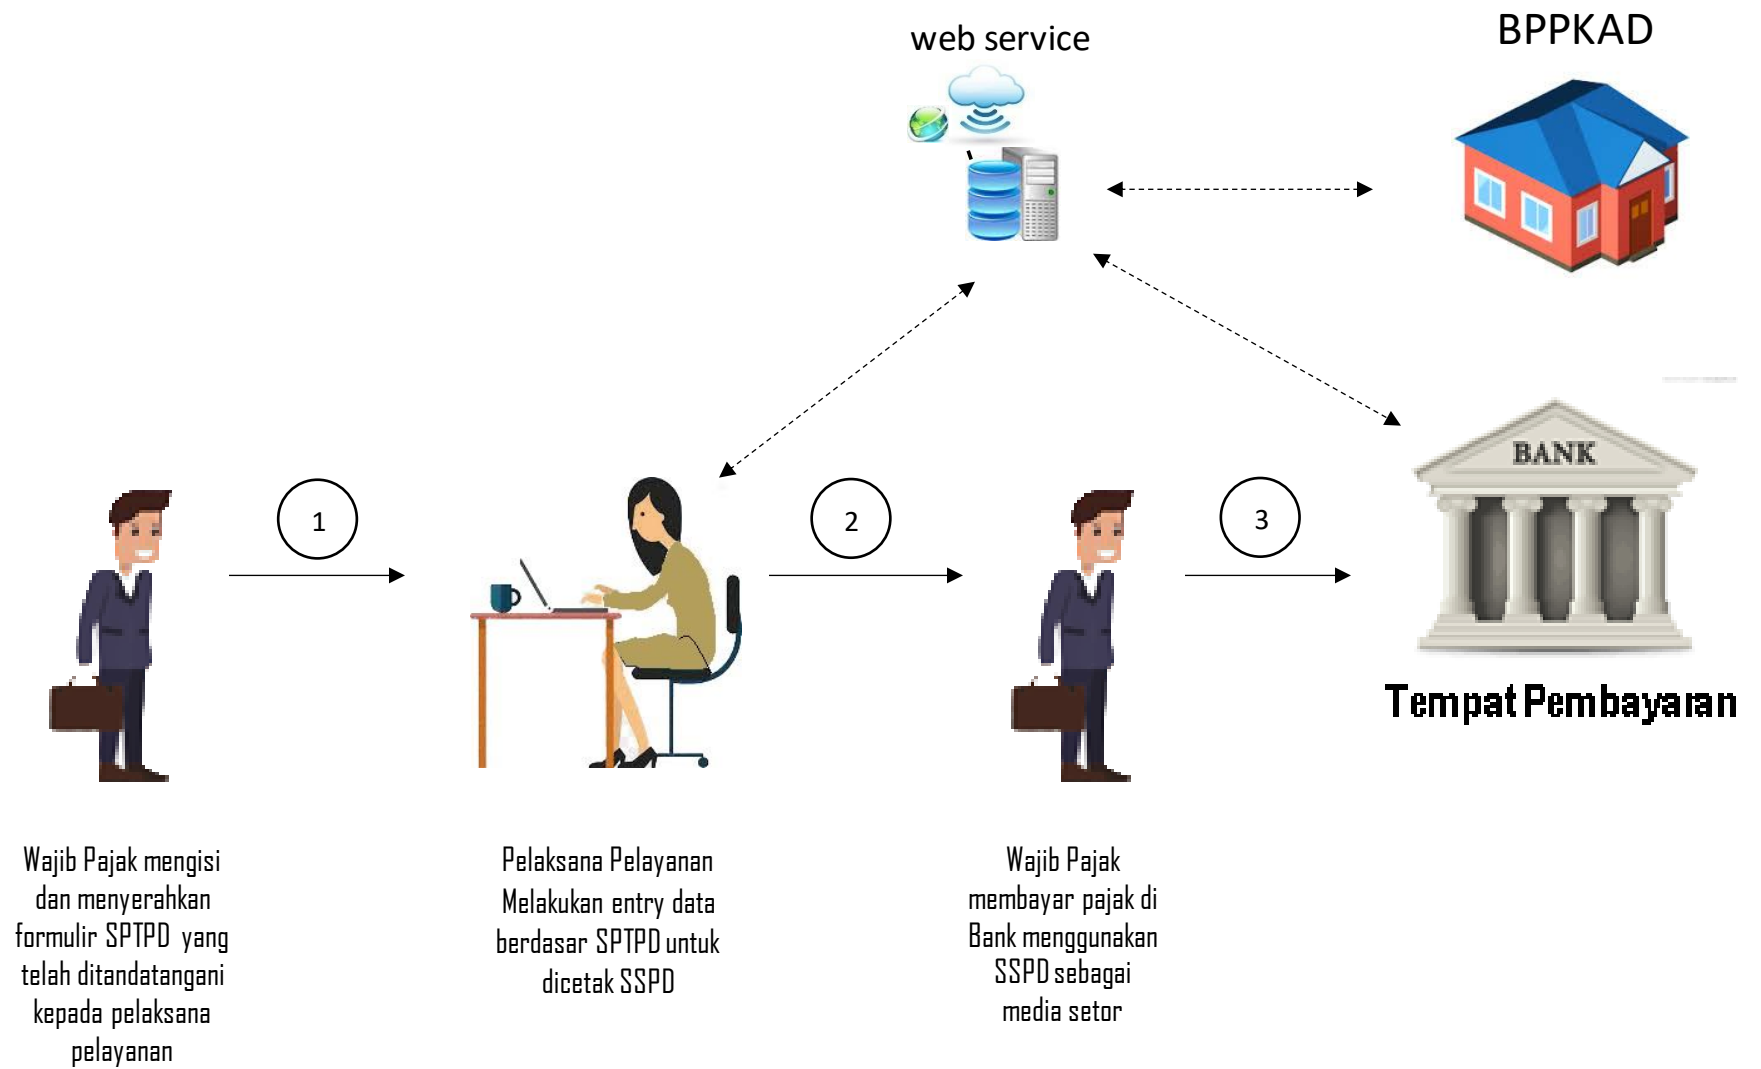 web service
BPPKAD
BANK
1
2
3
Tempat Pembayaran
Wajib Pajak mengisi
dan menyerahkan
formulir SPTPD yang
telah ditandatangani
kepada pelaksana
pelayanan
Pelaksana Pelayanan
Melakukan entry data
berdasar SPTPD untuk
dicetak SSPD
Wajib Pajak
membayar pajak di
Bank menggunakan
SSPD sebagai
media setor